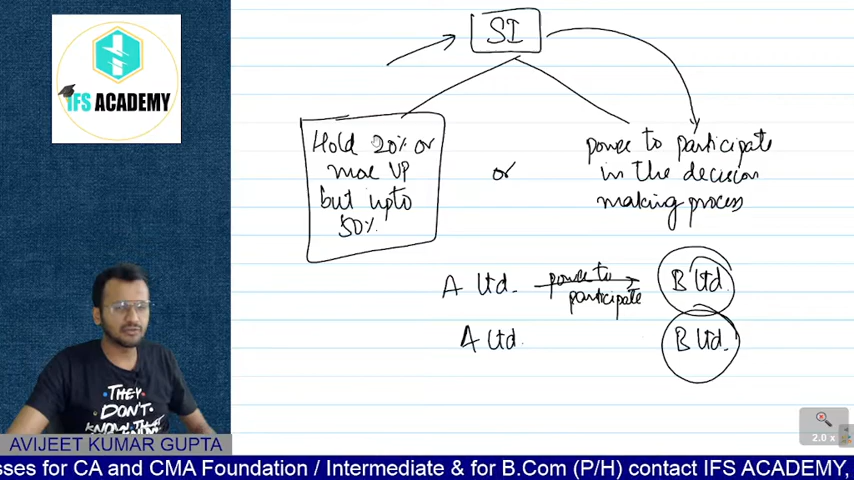 SI
IFS ACADEMY
Hold 20% or
more VP
but upto
50%.
or
power to participate
in the decision
making process
A Ltd. power to participate B Ltd.
A Ltd. B Ltd.
THEY
DON'T
KNOW THAT
2.0 x
AVIJEET KUMAR GUPTA
sses for CA and CMA Foundation / Intermediate & for B.Com (P/H) contact IFS ACADEMY,